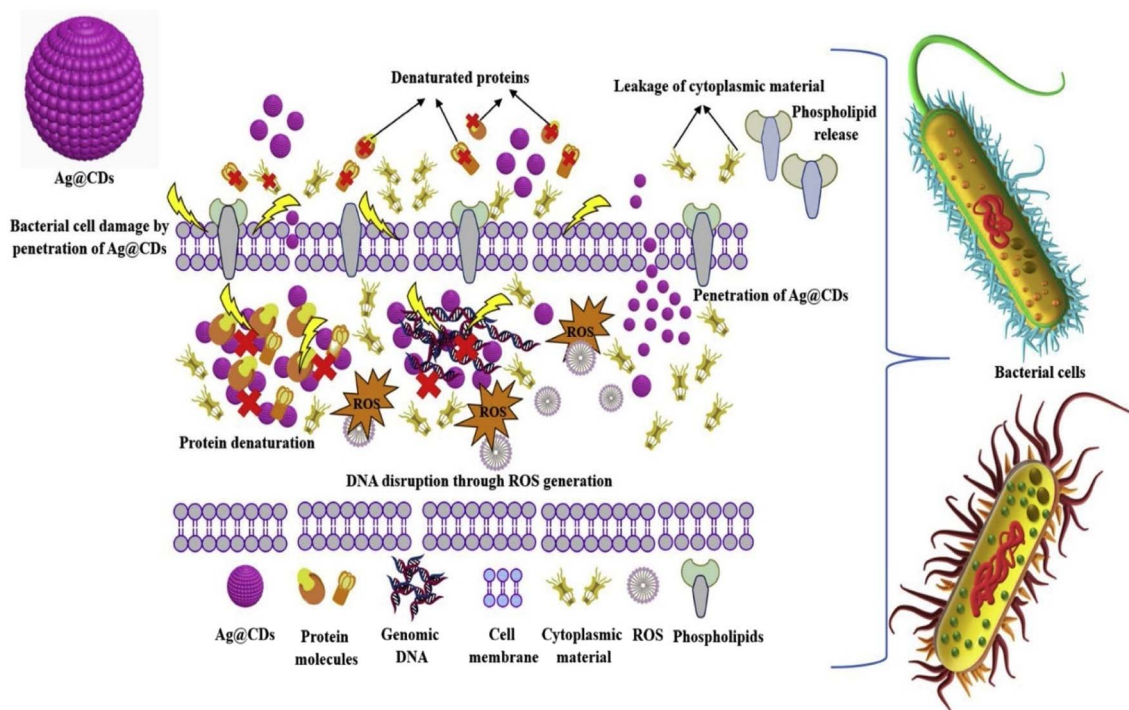 Ag@CDs
Denaturated proteins
Leakage of cytoplasmic material
Phospholipid
release
Bacterial cell damage by
penetration of Ag@CDs
Penetration of Ag@CDs
ROS
Bacterial cells
ROS
ROS
Protein denaturation
DNA disruption through ROS generation
Ag@CDs
Protein
molecules
Genomic
DNA
Cell
membrane
Cytoplasmic
material
ROS
Phospholipids